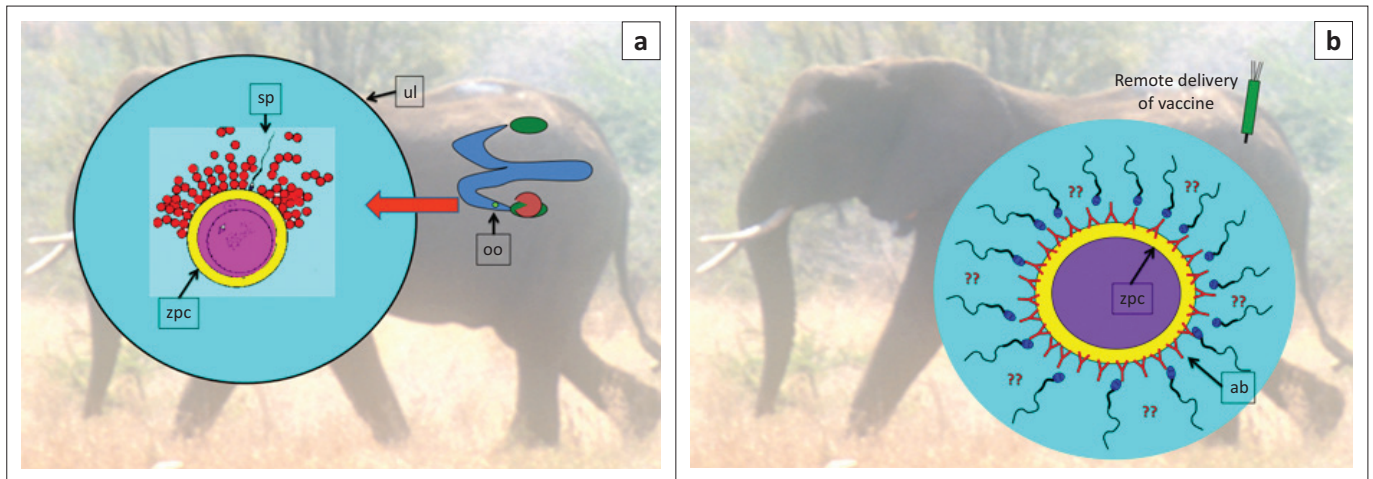 a
sp
ul
oo
zpc
b
Remote delivery
of vaccine
??
??
??
??
??
??
zpc
ab